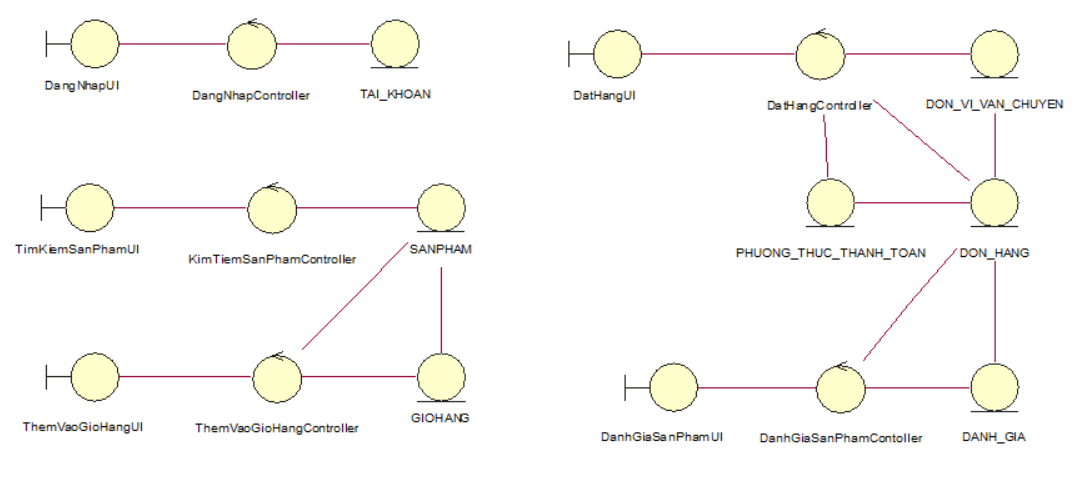 DangNhapUI
DangNhapController
TAI_KHOAN
TimKiemSanPhamUI
KimTiemSanPhamController
SANPHAM
ThemVaoGioHangUI
ThemVaoGioHangController
GIOHANG
DatHangUI
DatHangController
DON_VI_VAN_CHUYEN
PHUONG_THUC_THANH_TOAN
DON_HANG
DanhGiaSanPhamUI
DanhGiaSanPhamContoller
DANH_GIA